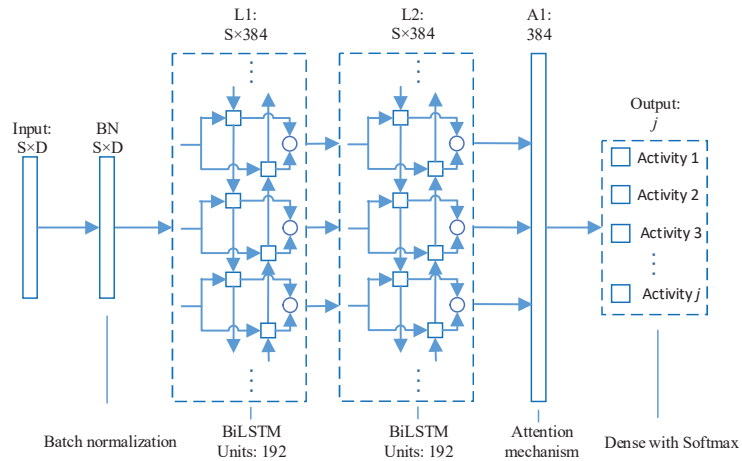 L1:
S×384
L2:
S×384
A1:
384
Input:
S×D
BN
S×D
Output:
j
Activity 1
Activity 2
Activity 3
Activity j
Batch normalization
BiLSTM
Units: 192
BiLSTM
Units: 192
Attention
mechanism
Dense with Softmax